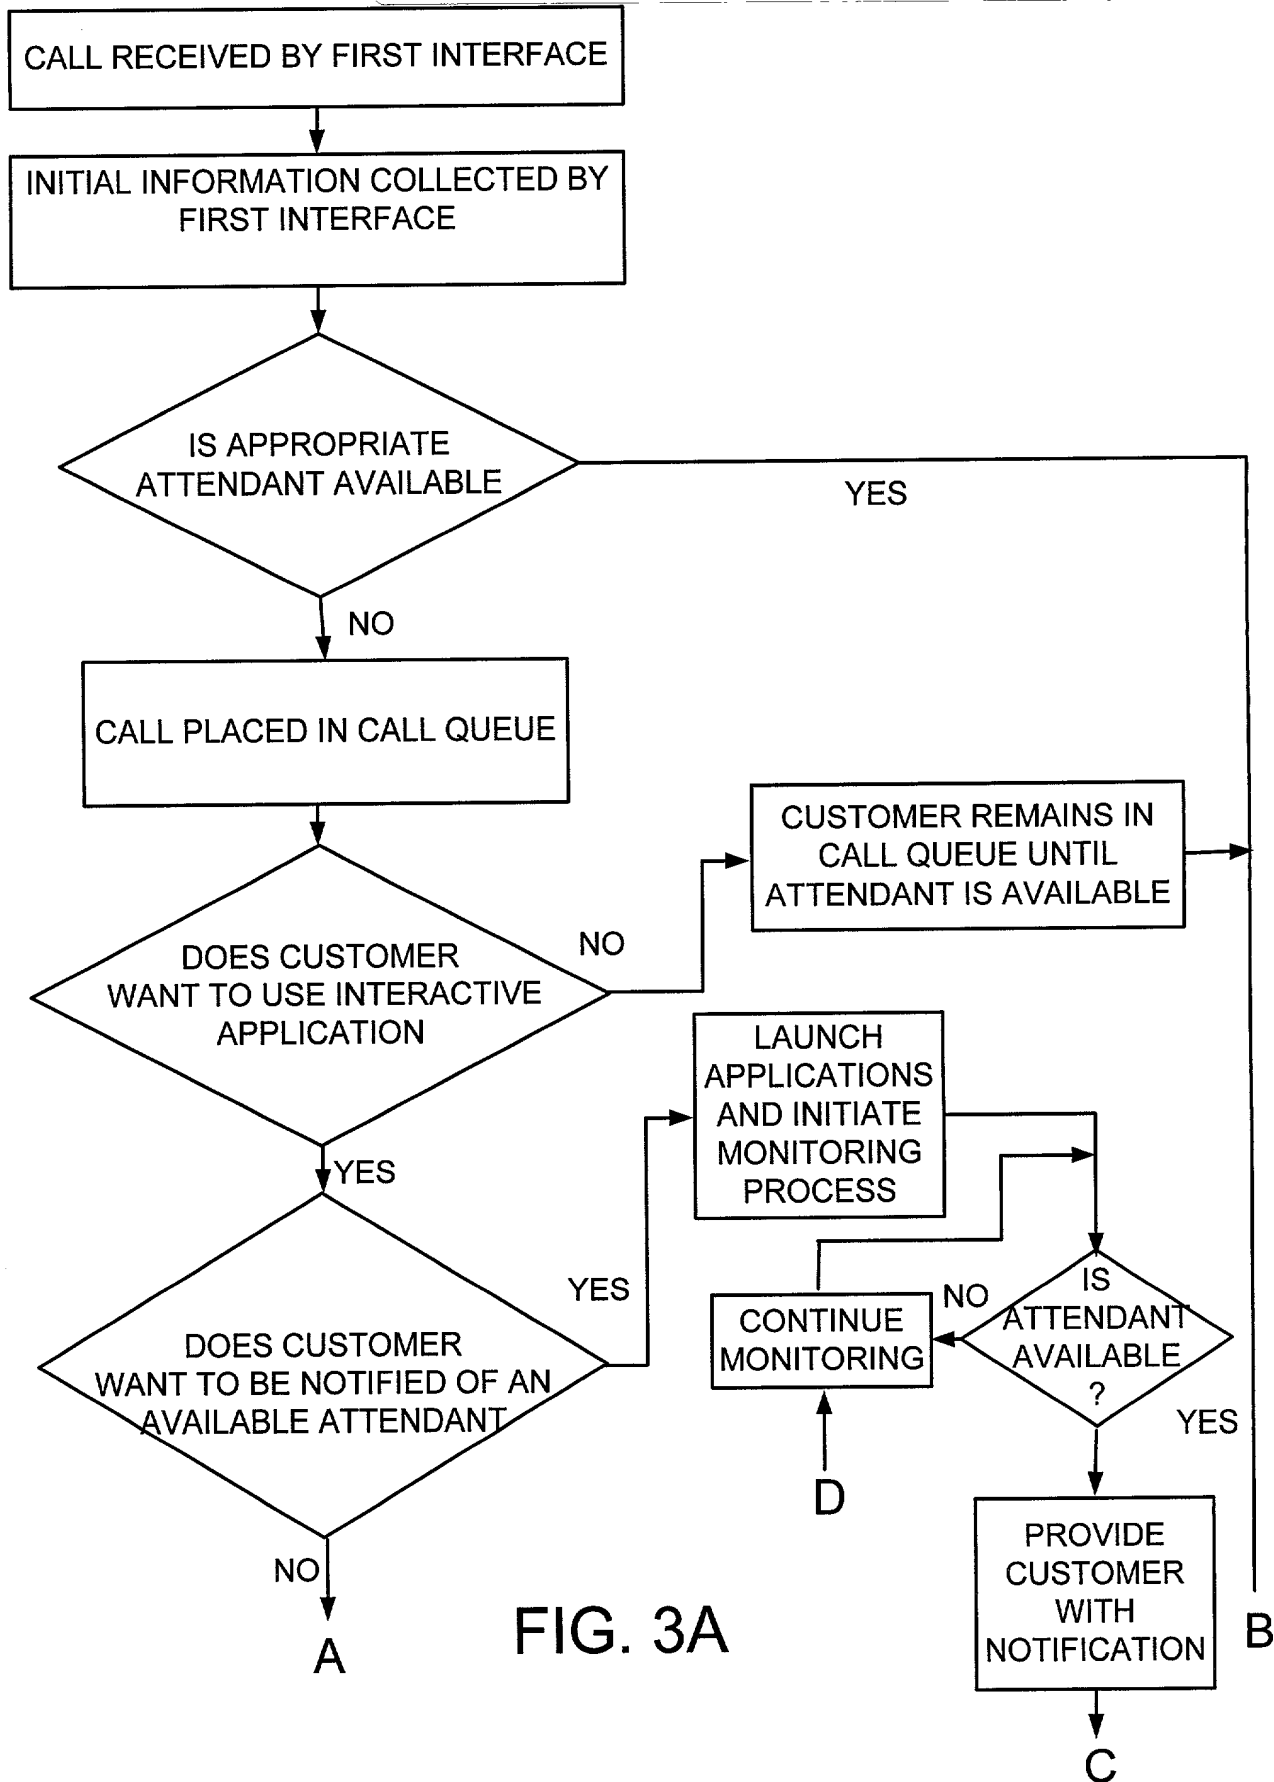 CALL RECEIVED BY FIRST INTERFACE
INITIAL INFORMATION COLLECTED BY
FIRST INTERFACE
IS APPROPRIATE
ATTENDANT AVAILABLE
YES
NO
CALL PLACED IN CALL QUEUE
CUSTOMER REMAINS IN
CALL QUEUE UNTIL
ATTENDANT IS AVAILABLE
DOES CUSTOMER
WANT TO USE INTERACTIVE
APPLICATION
NO
YES
LAUNCH
APPLICATIONS
AND INITIATE
MONITORING
PROCESS
DOES CUSTOMER
WANT TO BE NOTIFIED OF AN
AVAILABLE ATTENDANT
YES
CONTINUE
MONITORING
NO
IS
ATTENDANT
AVAILABLE
?
YES
D
NO
A
PROVIDE
CUSTOMER
WITH
NOTIFICATION
B
C
FIG. 3A